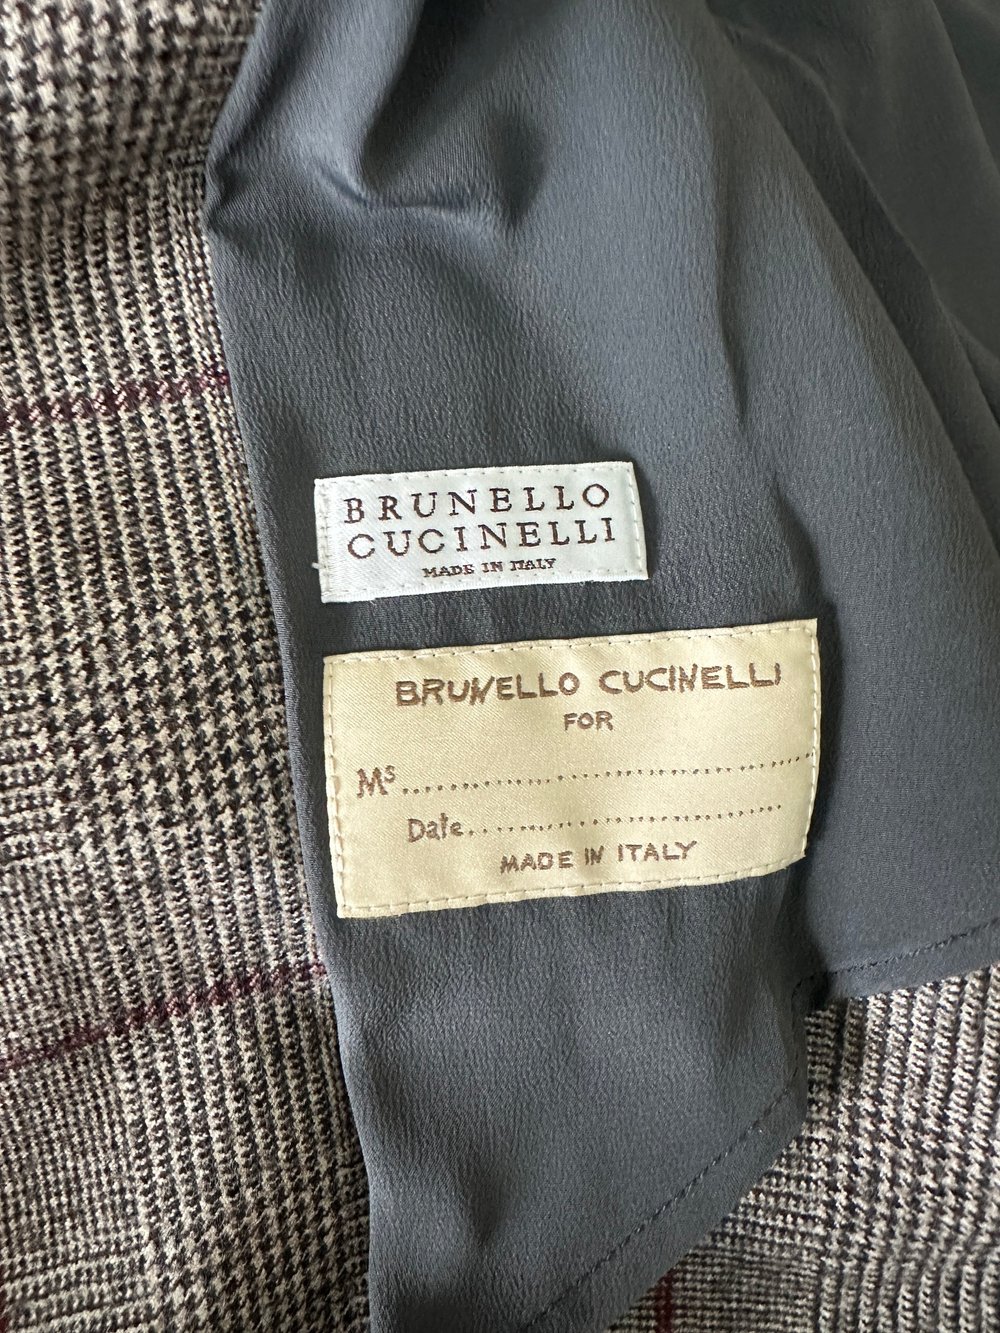 BRUNELLO
CUCINELLI
MADE IN ITALY
BRUNELLO CUCINELLI
FOR
Ms..............................
Date..............................
MADE IN ITALY